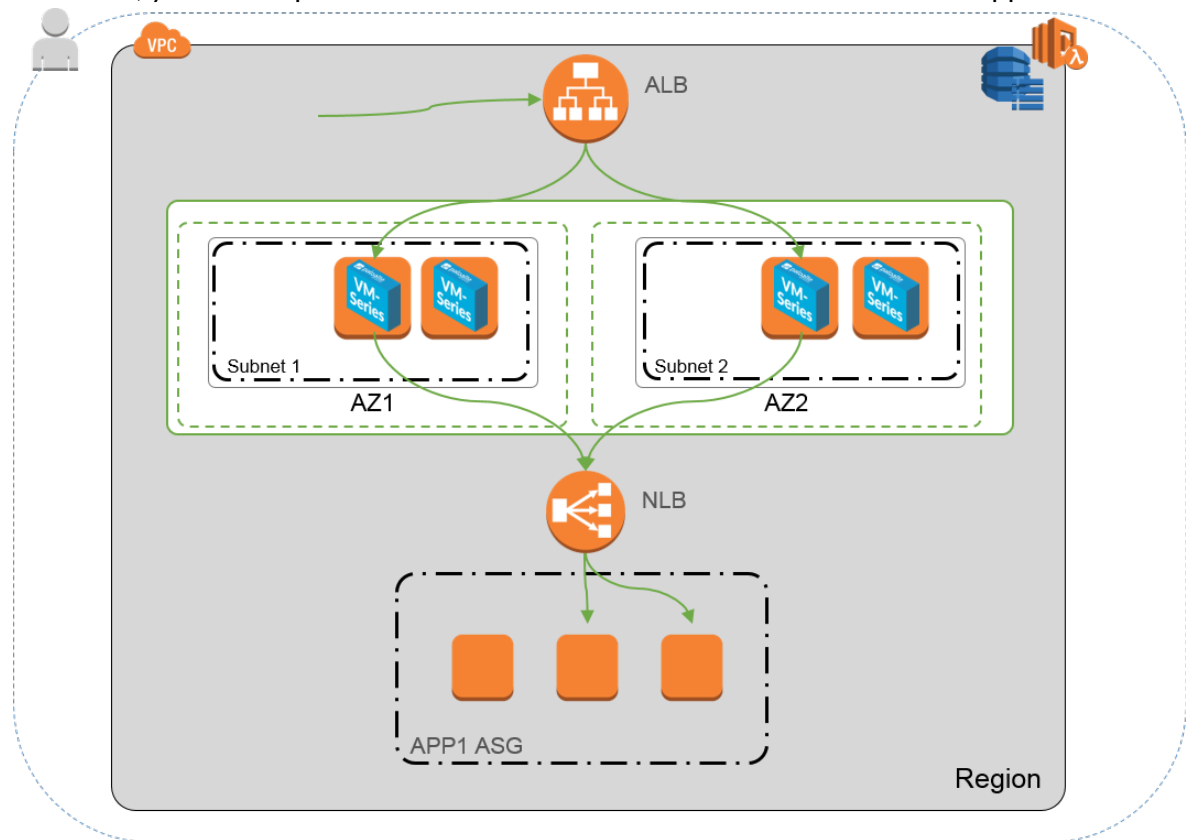 VPC
λ
ALB
VM-
Series
VM-
Series
VM-
Series
VM-
Series
Subnet 1
Subnet 2
AZ1
AZ2
NLB
APP1 ASG
Region